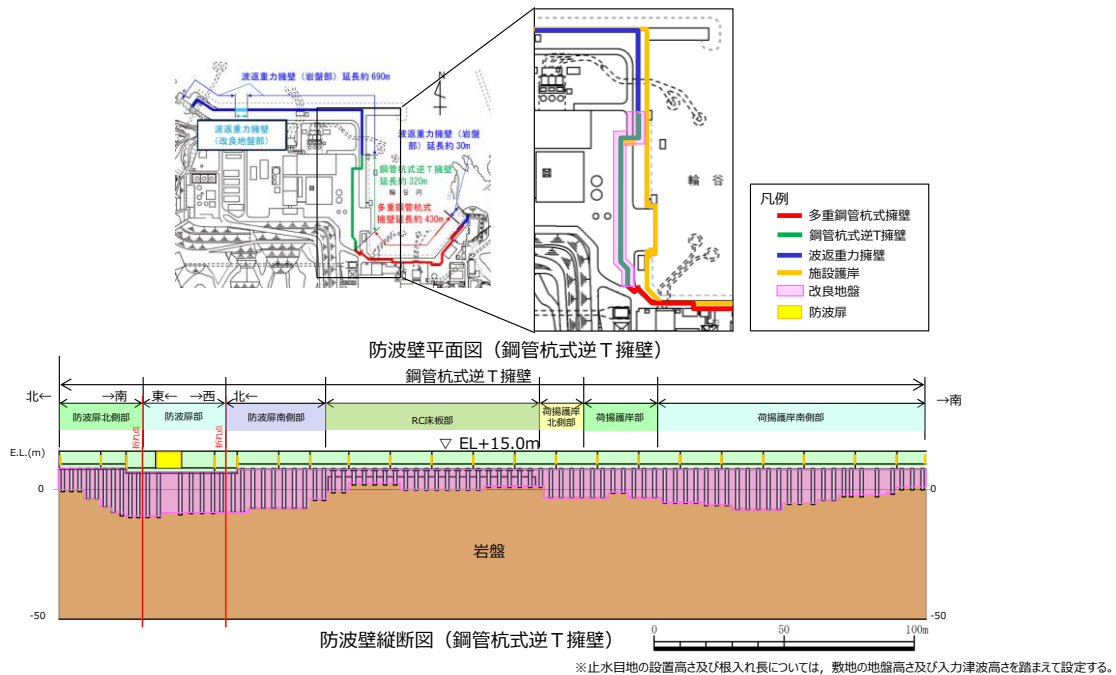 波返重力擁壁（岩盤部）延長約690m
N
波返重力擁壁
（改良地盤部）
波返重力擁壁（岩盤
部）延長約30m
鋼管杭式逆T擁壁
延長約320m
輪谷湾
多重鋼管杭式
擁壁延長約430m
輪谷
凡例
多重鋼管杭式擁壁
鋼管杭式逆T擁壁
波返重力擁壁
施設護岸
改良地盤
防波扉
防波壁平面図（鋼管杭式逆Ｔ擁壁）
鋼管杭式逆Ｔ擁壁
北← →南 東← →西 北← →南
防波扉北側部 防波扉部 防波扉南側部 RC床板部 荷揚護岸
北側部 荷揚護岸部 荷揚護岸南側部
折れ点 折れ点
▽ EL+15.0m
E.L.(m)
0 0
岩盤
-50 -50
防波壁縦断図（鋼管杭式逆Ｔ擁壁）
0 50 100m
※止水目地の設置高さ及び根入れ長については，敷地の地盤高さ及び入力津波高さを踏まえて設定する。